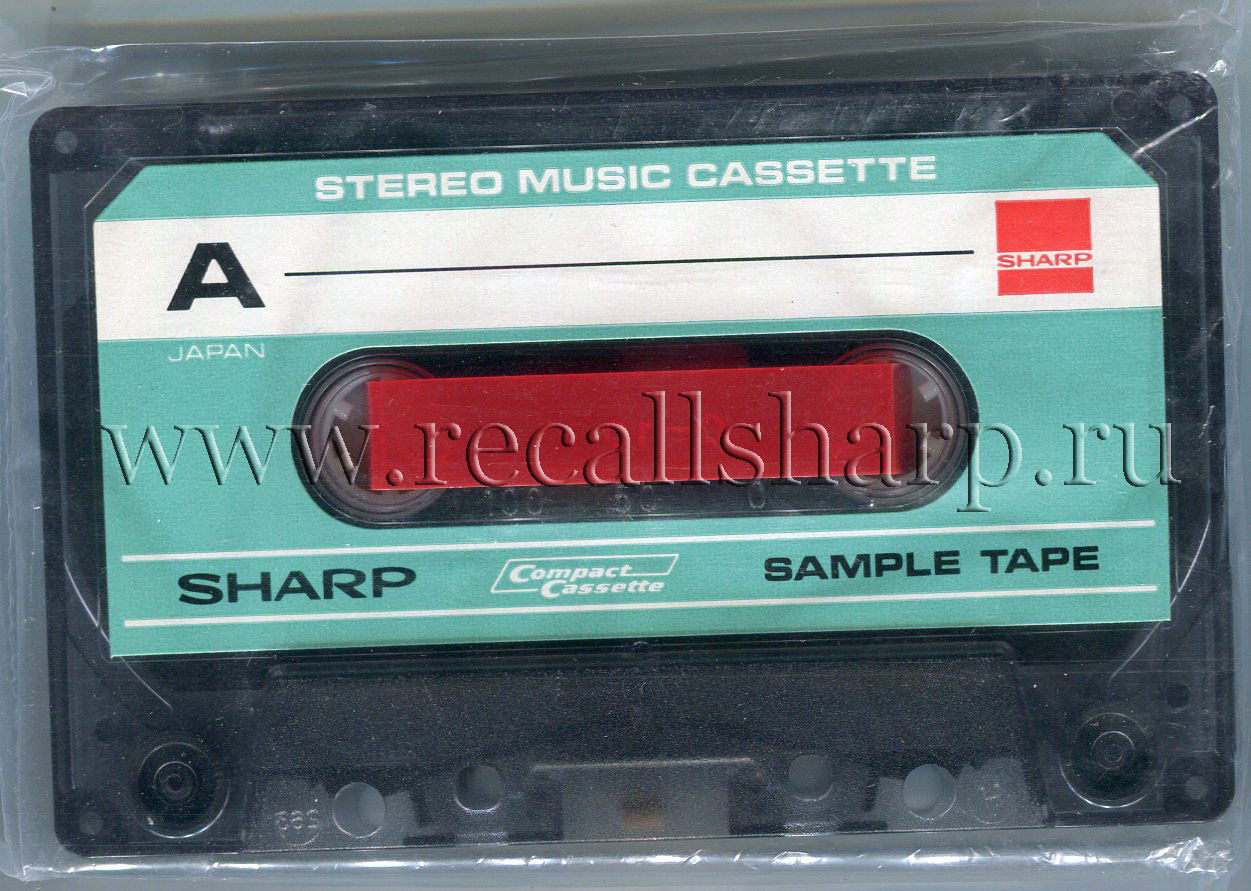 STEREO MUSIC CASSETTE
A
SHARP
JAPAN
www.recallsharp.ru
100 50 0
SHARP
Compact
Cassette
SAMPLE TAPE